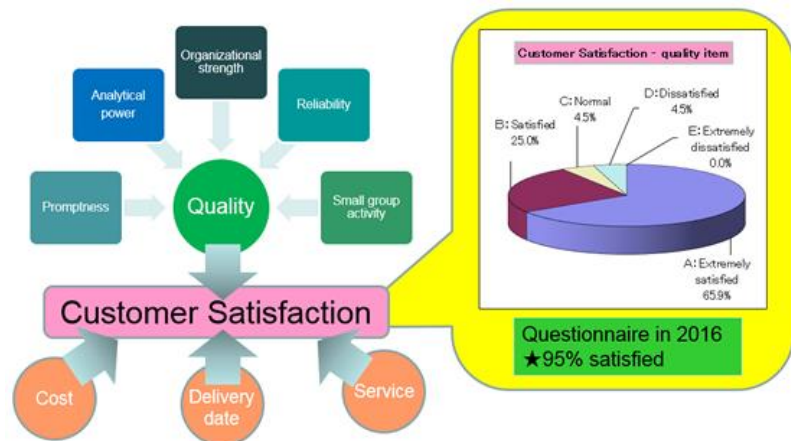 Organizational
strength
Analytical
power
Reliability
Promptness
Quality
Small group
activity
Customer Satisfaction
Cost
Delivery
date
Service
Customer Satisfaction - quality item
D:Dissatisfied
4.5%
C:Normal
4.5%
B:Satisfied
25.0%
E:Extremely
dissatisfied
0.0%
A:Extremely
satisfied
65.9%
Questionnaire in 2016
★95% satisfied